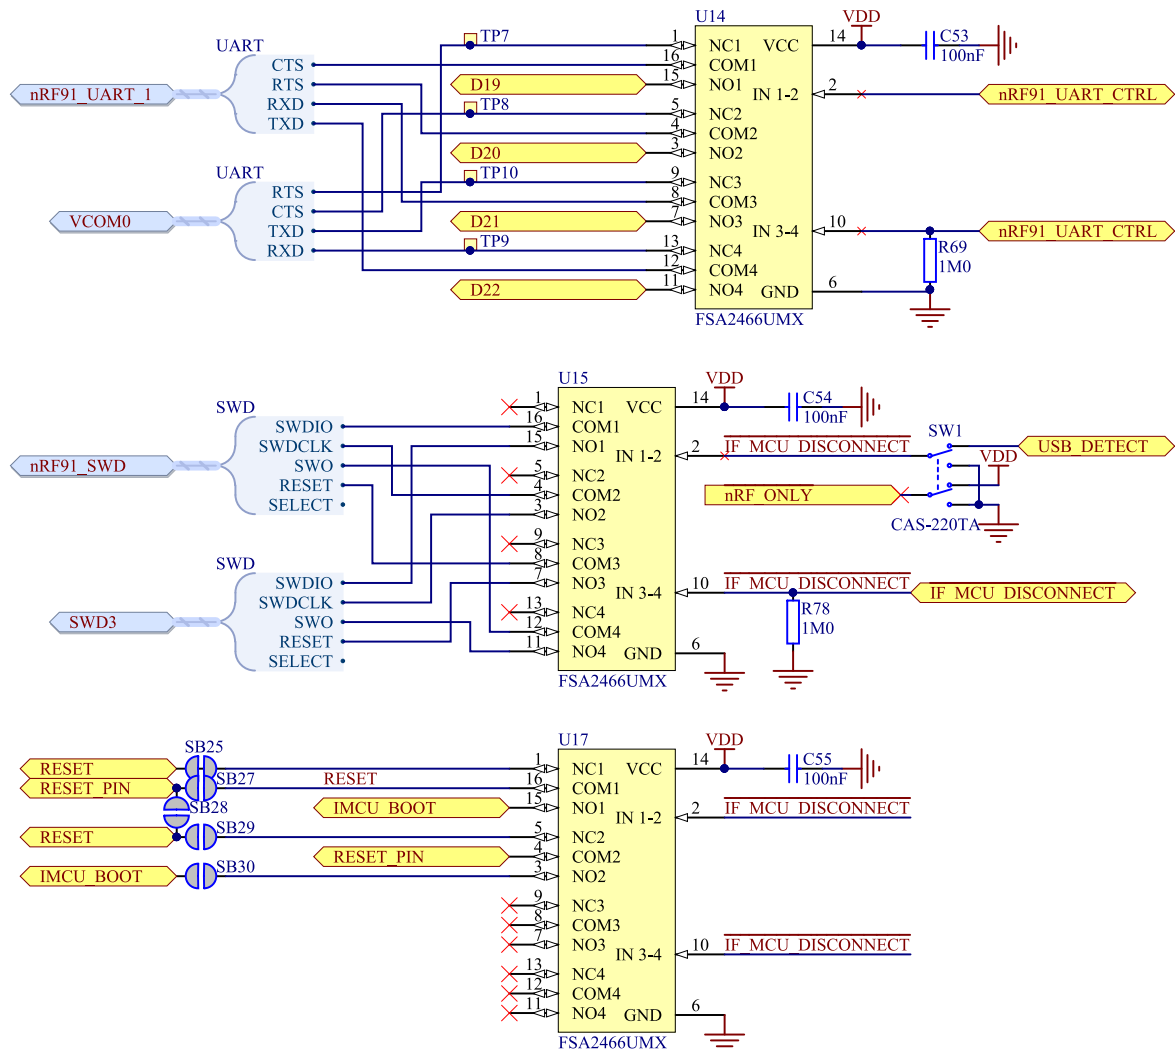 U14
UART
nRF91_UART_1
CTS
RTS
RXD
TXD
UART
VCOM0
RTS
CTS
TXD
RXD
TP7
D19
TP8
D20
TP10
D21
TP9
D22
1 NC1
16 COM1
15 NO1
5 NC2
4 COM2
3 NO2
9 NC3
8 COM3
7 NO3
13 NC4
12 COM4
11 NO4
VCC 14
IN 1-2 2
IN 3-4 10
GND 6
FSA2466UMX
VDD
C53
100nF
nRF91_UART_CTRL
nRF91_UART_CTRL
R69
1M0
U15
SWD
nRF91_SWD
SWDIO
SWDCLK
SWO
RESET
SELECT
SWD
SWD3
SWDIO
SWDCLK
SWO
RESET
SELECT
1 NC1
16 COM1
15 NO1
5 NC2
4 COM2
3 NO2
9 NC3
8 COM3
7 NO3
13 NC4
12 COM4
11 NO4
VCC 14
IN 1-2 2
IN 3-4 10
GND 6
FSA2466UMX
VDD
C54
100nF
IF_MCU_DISCONNECT
SW1
USB_DETECT
VDD
nRF_ONLY
CAS-220TA
IF_MCU_DISCONNECT
IF_MCU_DISCONNECT
R78
1M0
U17
SB25
RESET
SB27
RESET
RESET_PIN
SB28
IMCU_BOOT
RESET
SB29
RESET_PIN
IMCU_BOOT
SB30
1 NC1
16 COM1
15 NO1
5 NC2
4 COM2
3 NO2
9 NC3
8 COM3
7 NO3
13 NC4
12 COM4
11 NO4
VCC 14
IN 1-2 2
IN 3-4 10
GND 6
FSA2466UMX
VDD
C55
100nF
IF_MCU_DISCONNECT
IF_MCU_DISCONNECT